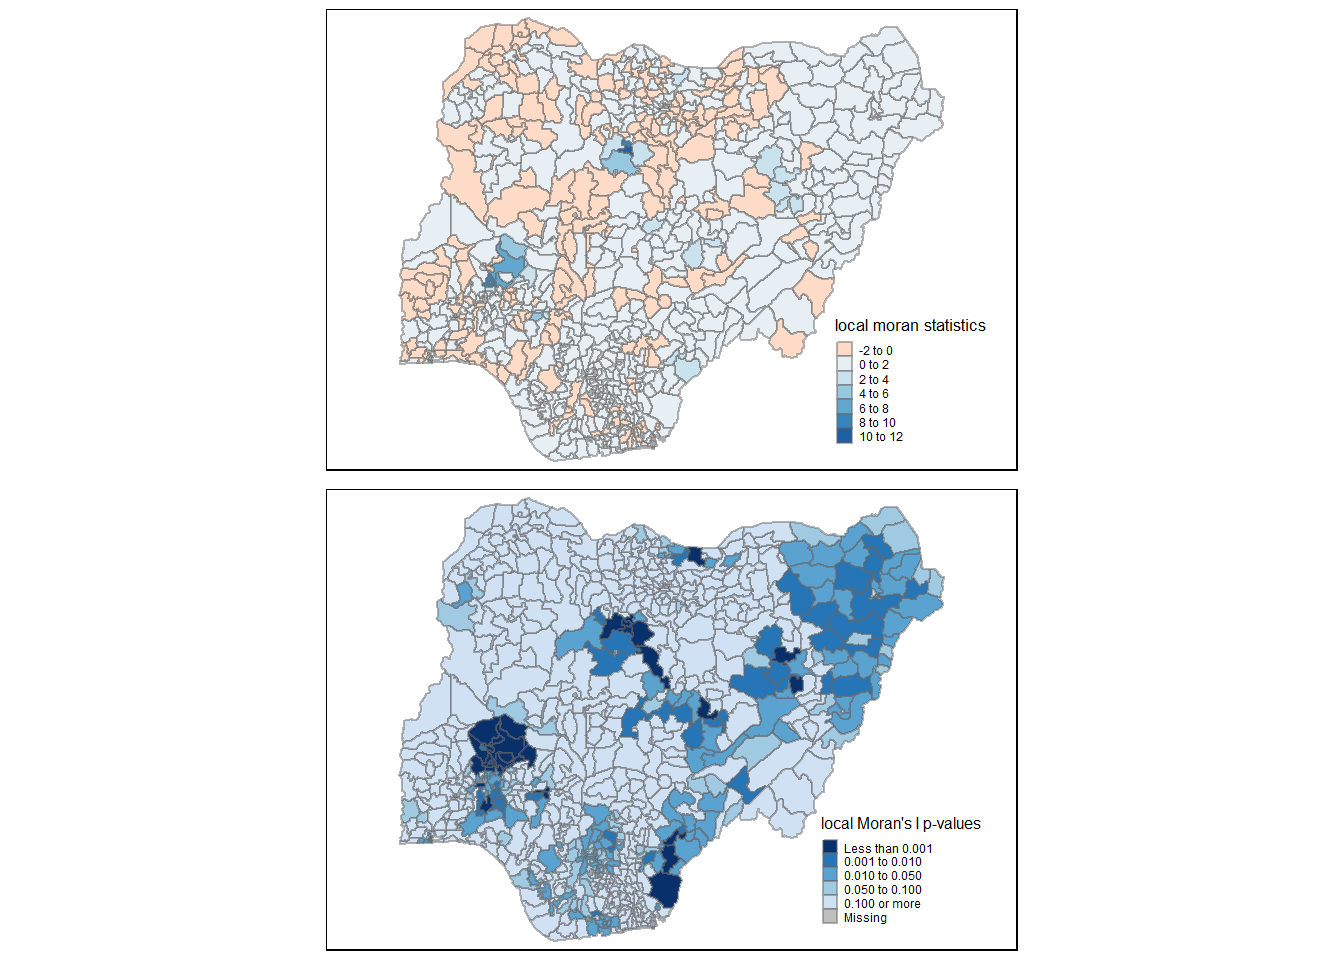 local moran statistics
-2 to 0
0 to 2
2 to 4
4 to 6
6 to 8
8 to 10
10 to 12
local Moran's I p-values
Less than 0.001
0.001 to 0.010
0.010 to 0.050
0.050 to 0.100
0.100 or more
Missing